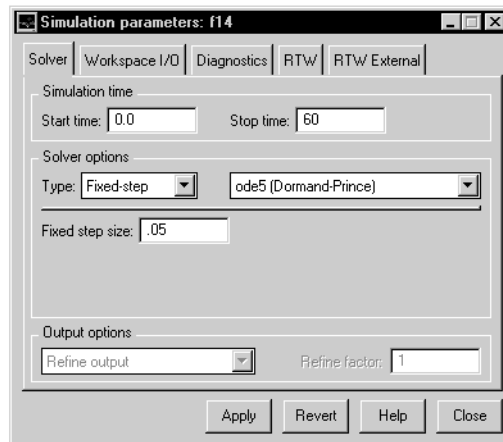 Simulation parameters: f14
Solver Workspace I/O Diagnostics RTW RTW External
Simulation time
Start time: 0.0 Stop time: 60
Solver options
Type: Fixed-step ode5 (Dormand-Prince)
Fixed step size: .05
Output options
Refine output Refine factor: 1
Apply Revert Help Close